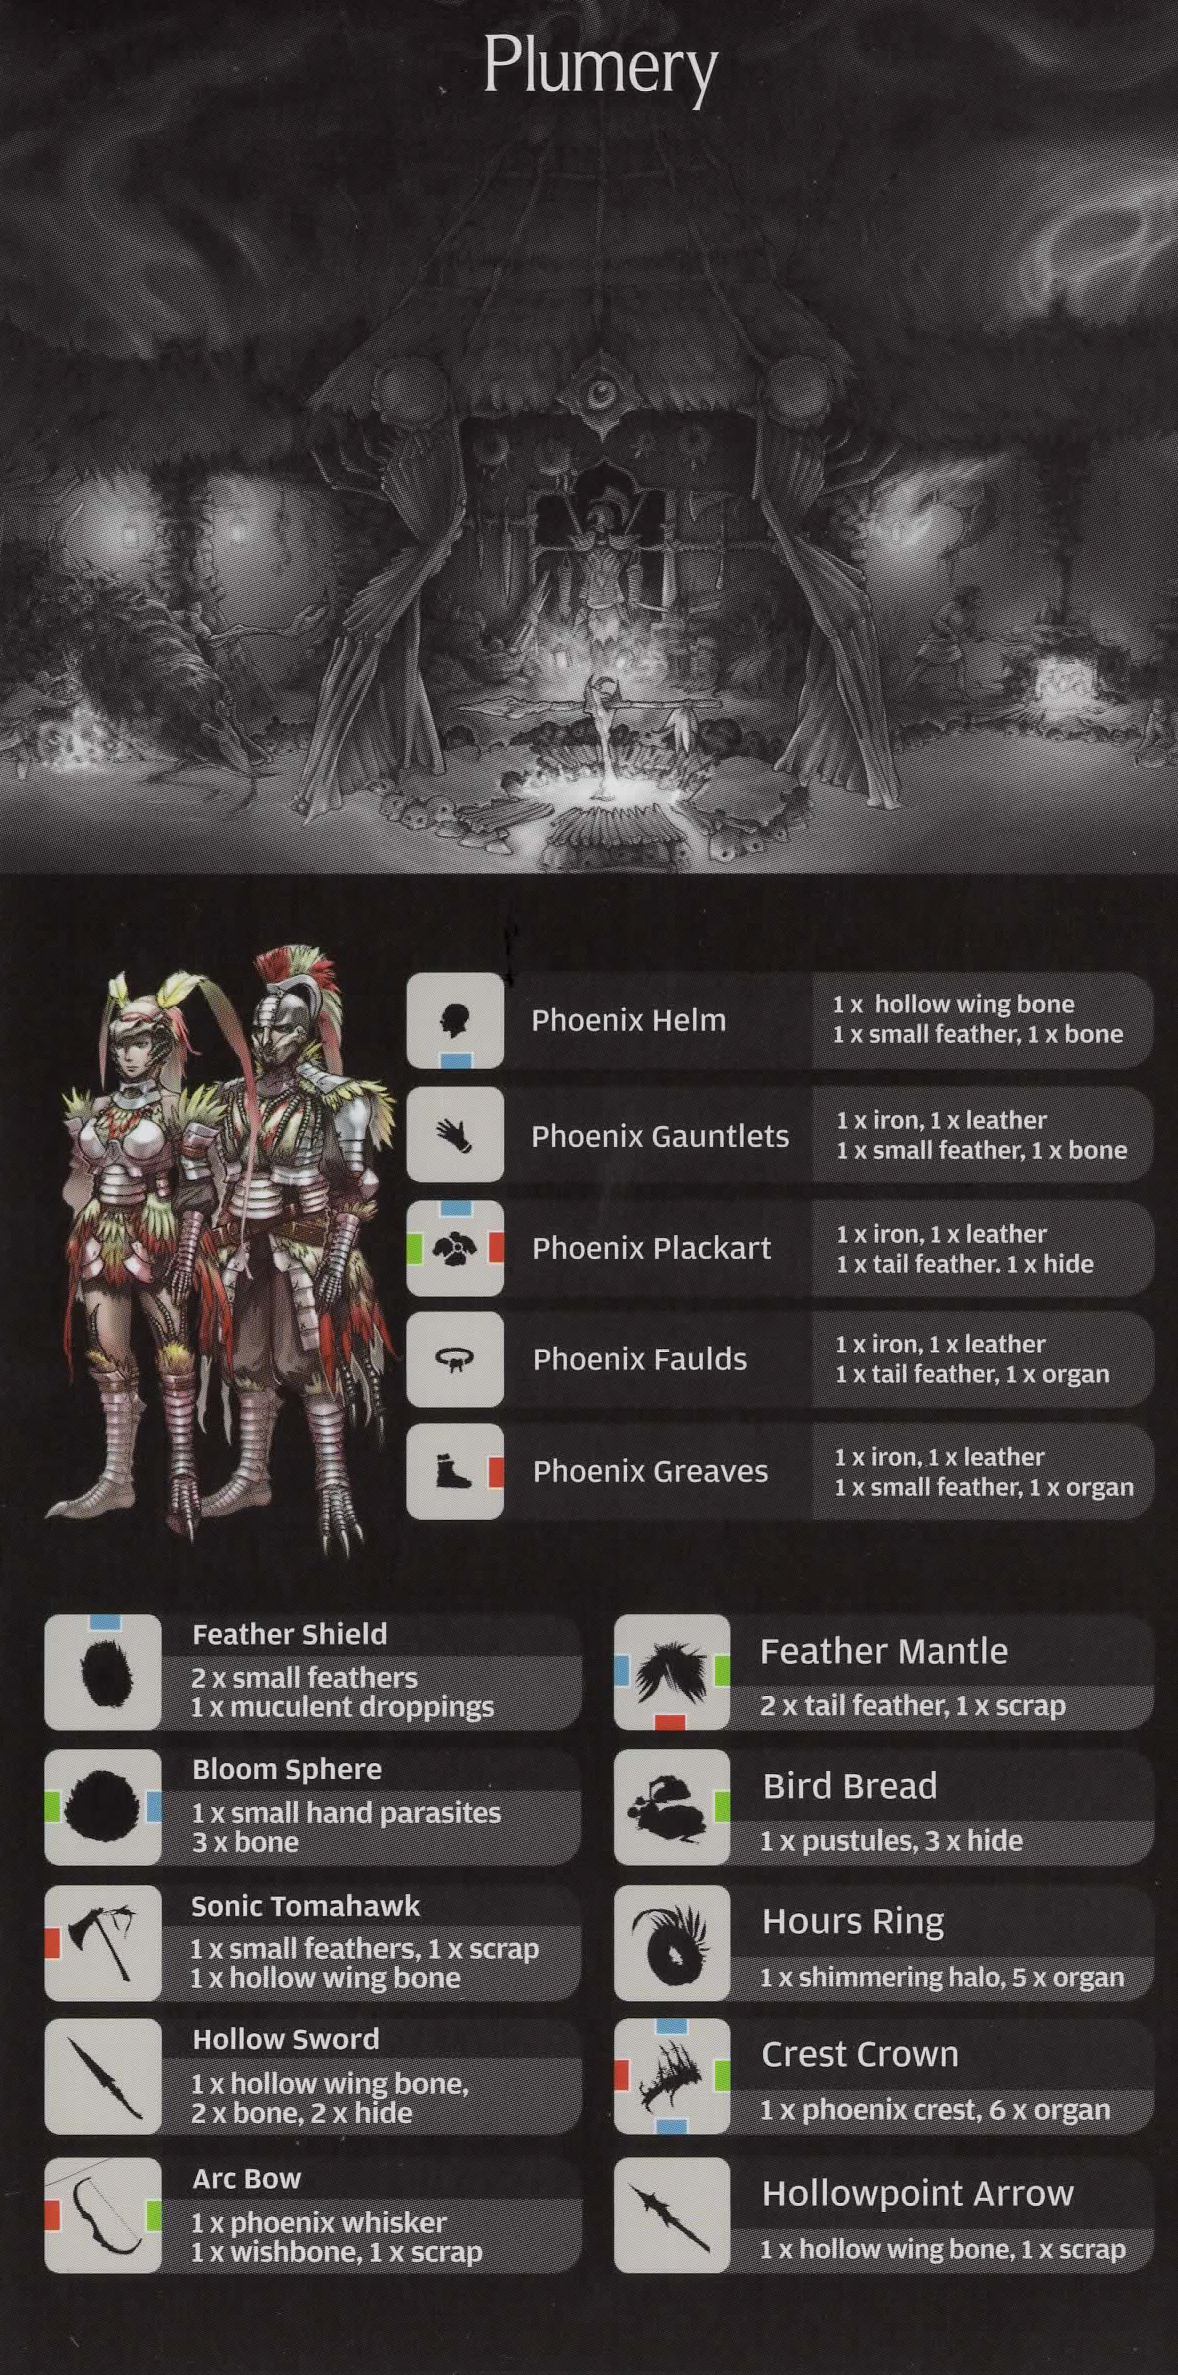 Plumery
Phoenix Helm
1 x  hollow wing bone
1 x small feather, 1 x bone
Phoenix Gauntlets
1 x iron, 1 x leather
1 x small feather, 1 x bone
Phoenix Plackart
1 x iron, 1 x leather
1 x tail feather. 1 x hide
Phoenix Faulds
1 x iron, 1 x leather
1 x tail feather, 1 x organ
Phoenix Greaves
1 x iron, 1 x leather
1 x small feather, 1 x organ
Feather Shield
2 x small feathers
1 x muculent droppings
Feather Mantle
2 x tail feather, 1 x scrap
Bloom Sphere
1 x small hand parasites
3 x bone
Bird Bread
1 x pustules, 3 x hide
Sonic Tomahawk
1 x small feathers, 1 x scrap
1 x hollow wing bone
Hours Ring
1 x shimmering halo, 5 x organ
Hollow Sword
1 x hollow wing bone,
2 x bone, 2 x hide
Crest Crown
1 x phoenix crest, 6 x organ
Arc Bow
1 x phoenix whisker
1 x wishbone, 1 x scrap
Hollowpoint Arrow
1 x hollow wing bone, 1 x scrap